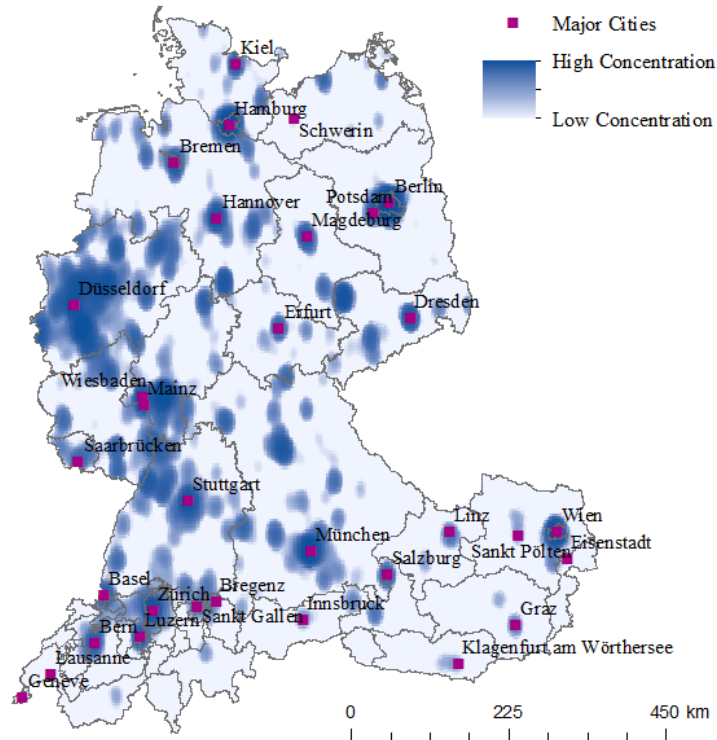 Major Cities
High Concentration
Low Concentration
Kiel
Hamburg
Schwerin
Bremen
Berlin
Potsdam
Hannover
Magdeburg
Düsseldorf
Erfurt
Dresden
Wiesbaden
Mainz
Saarbrücken
Stuttgart
Linz
Wien
München
Sankt Pölten
Eisenstadt
Salzburg
Basel
Zürich
Bregenz
Innsbruck
Sankt Gallen
Graz
Bern
Luzern
Klagenfurt am Wörthersee
Lausanne
Genéve
0 225 450 km